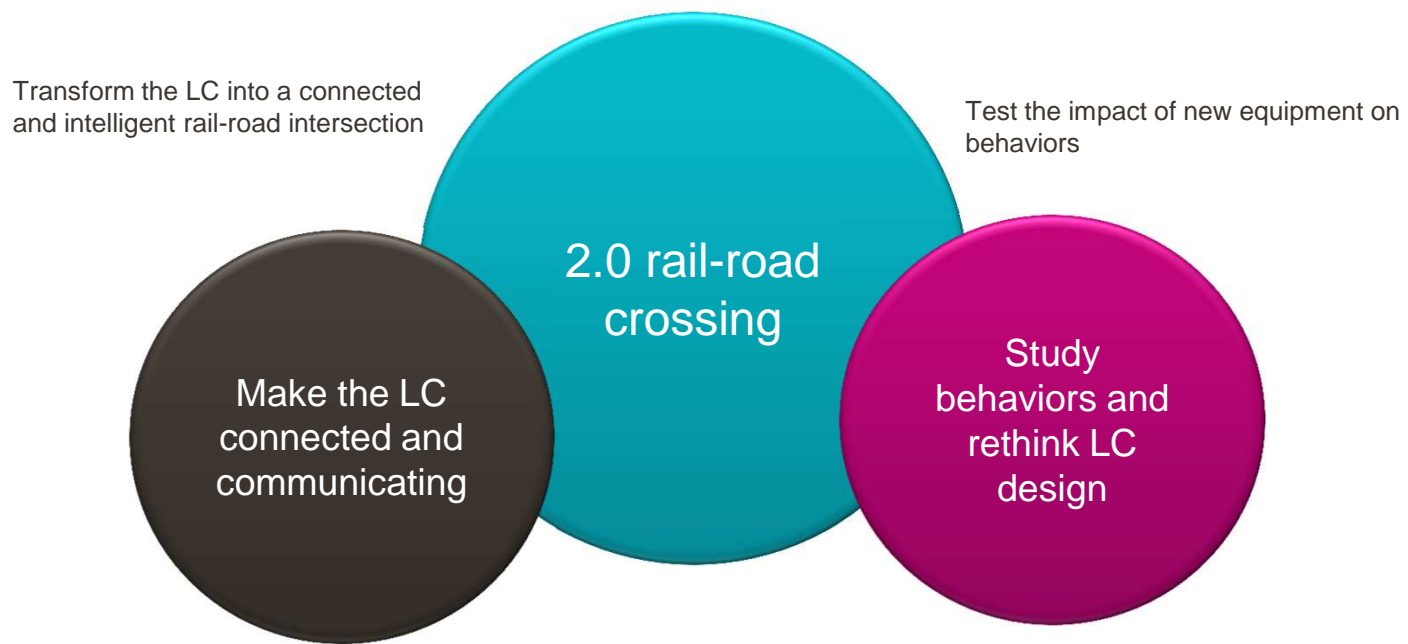 Transform the LC into a connected
and intelligent rail-road intersection
Test the impact of new equipment on
behaviors
2.0 rail-road
crossing
Make the LC
connected and
communicating
Study
behaviors and
rethink LC
design